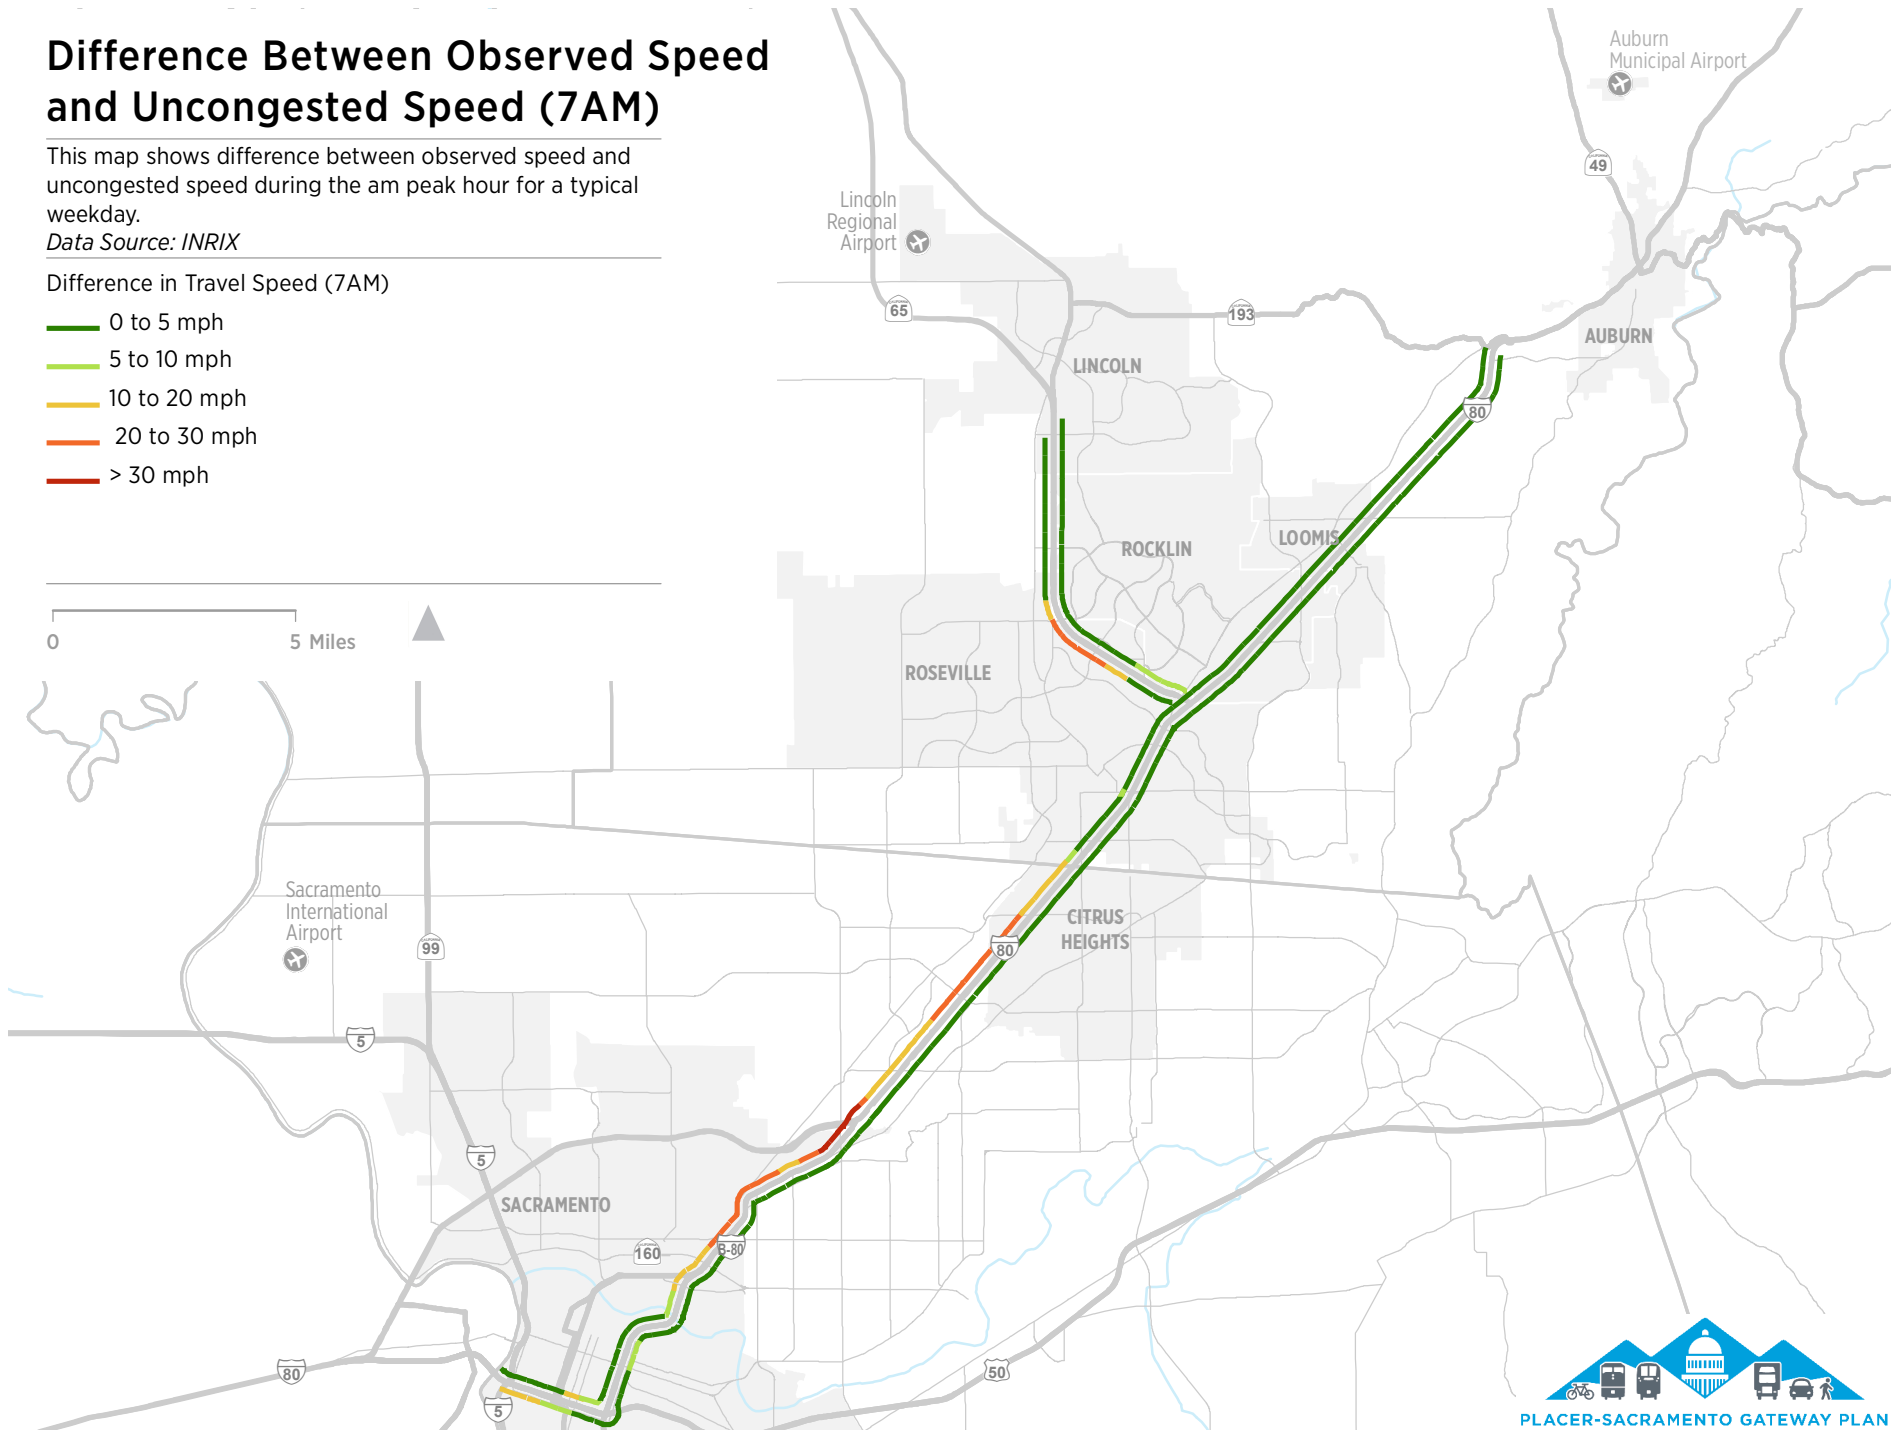 Difference Between Observed Speed
and Uncongested Speed (7AM)
This map shows difference between observed speed and
uncongested speed during the am peak hour for a typical
weekday.
Data Source: INRIX
Difference in Travel Speed (7AM)
0 to 5 mph
5 to 10 mph
10 to 20 mph
20 to 30 mph
> 30 mph
0 5 Miles
Auburn
Municipal Airport
49
Lincoln
Regional
Airport
65
193
AUBURN
LINCOLN
80
LOOMIS
ROCKLIN
ROSEVILLE
Sacramento
International
Airport
99
CITRUS
HEIGHTS
80
5
5
SACRAMENTO
160
B-80
80
50
5
PLACER-SACRAMENTO GATEWAY PLAN